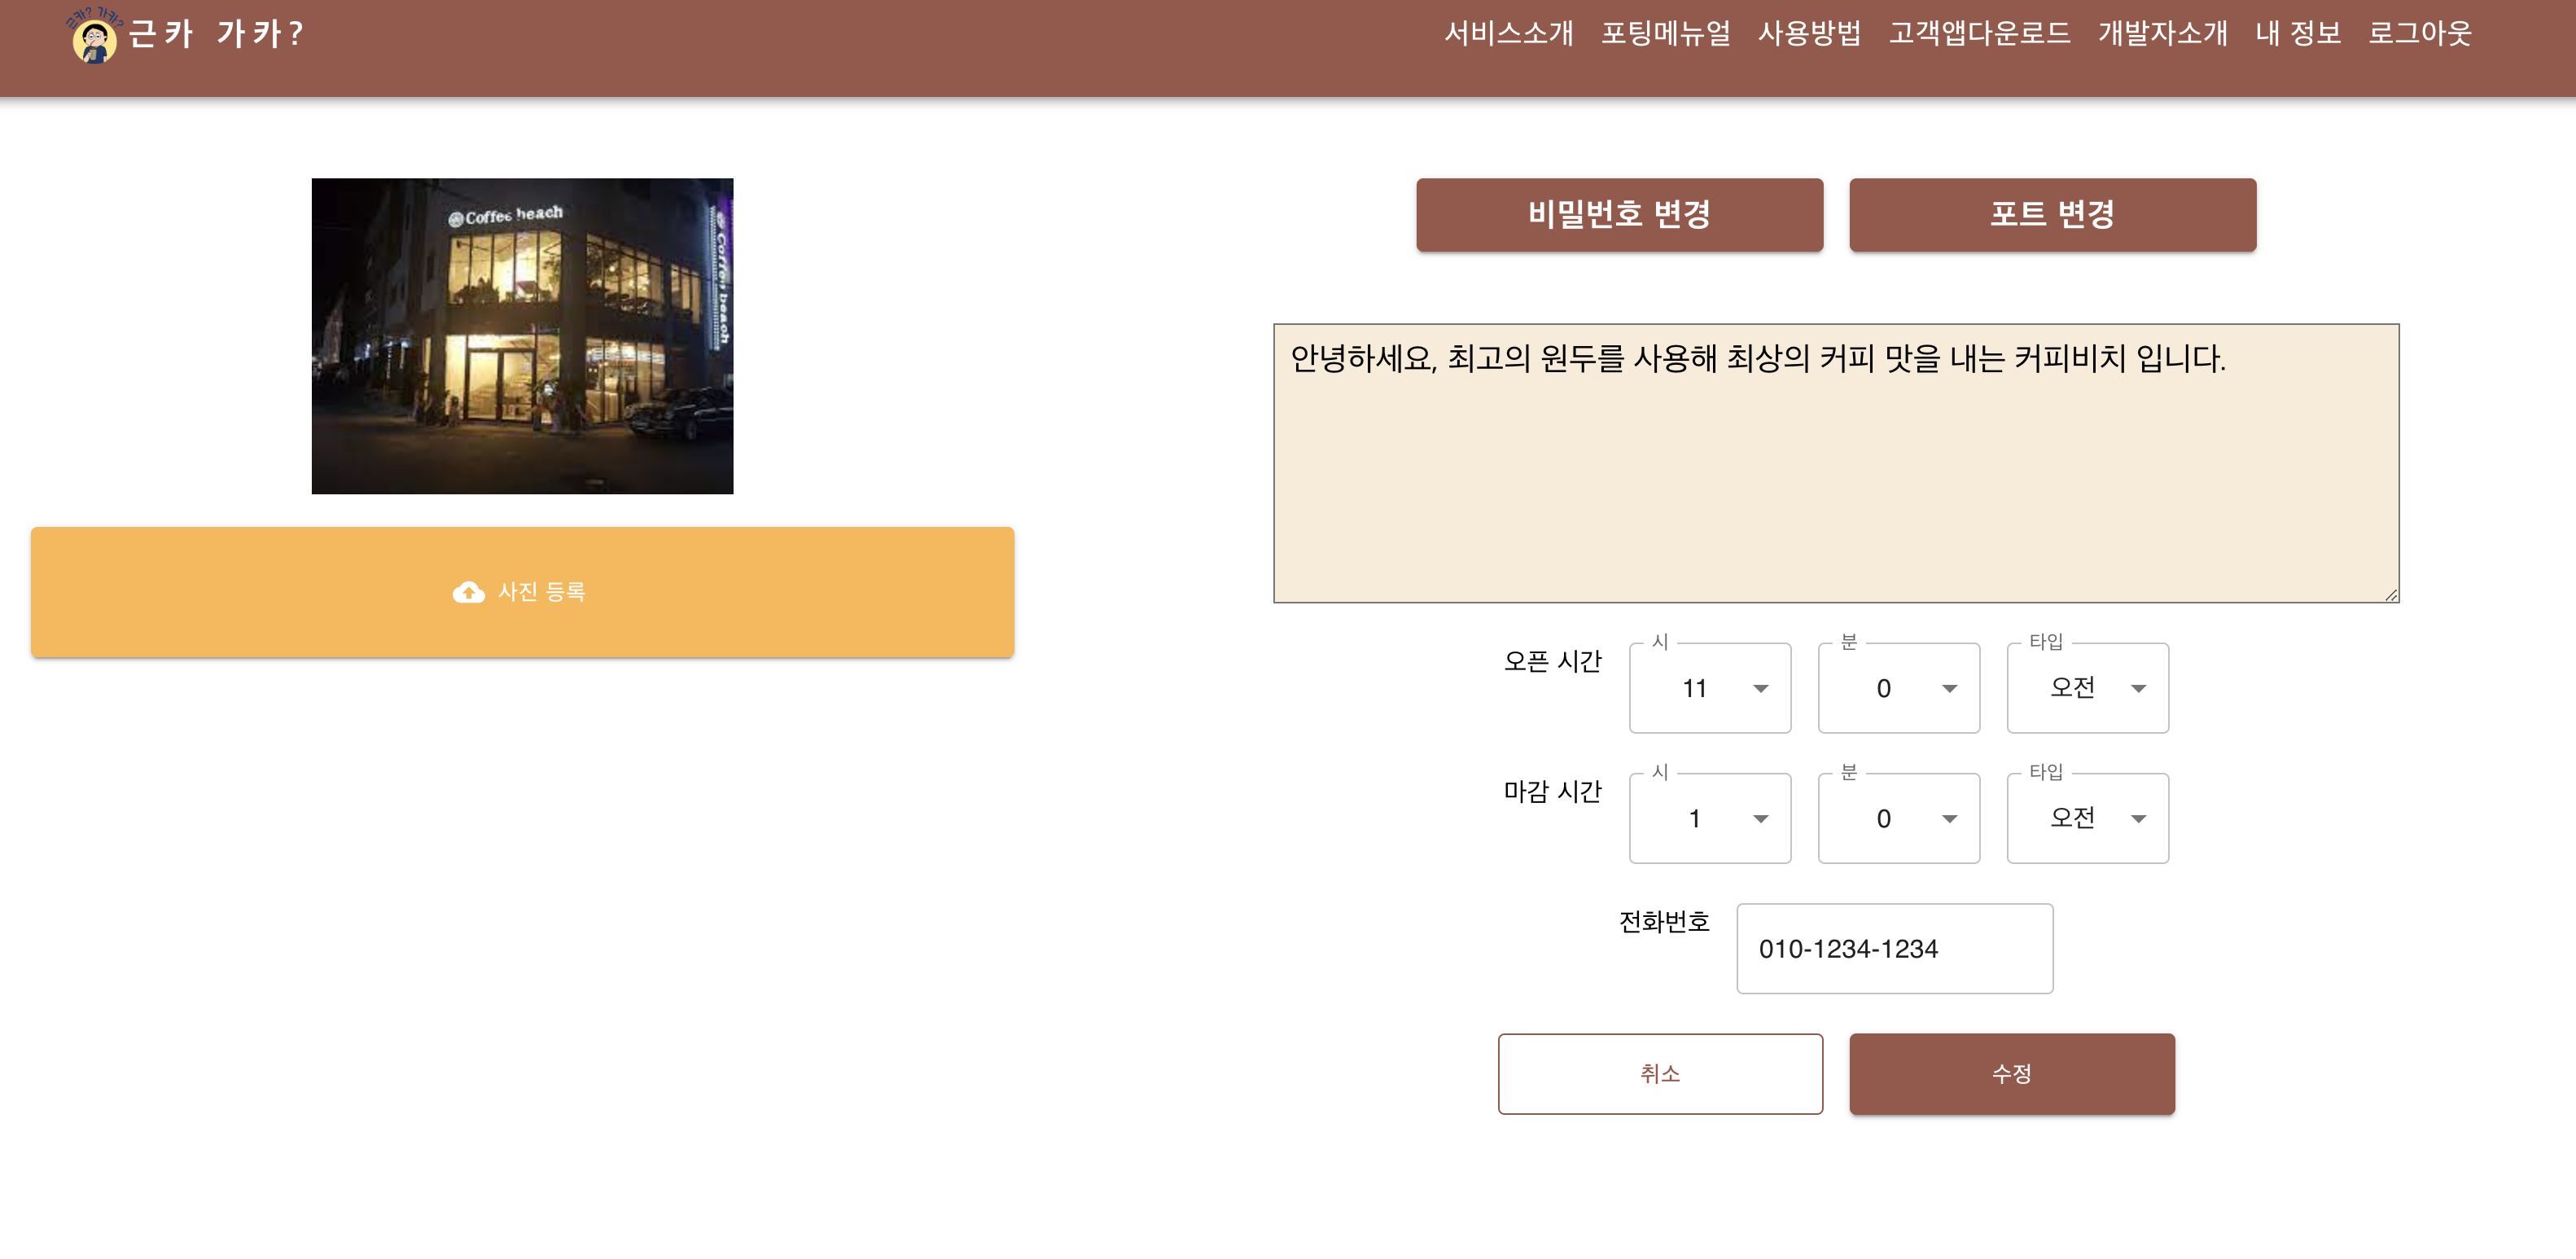 근카? 가카?
근카 가카?
서비스소개 포팅메뉴얼 사용방법 고객앱다운로드 개발자소개 내 정보 로그아웃
Coffee beach
Coffee beach
사진 등록
비밀번호 변경 포트 변경
안녕하세요, 최고의 원두를 사용해 최상의 커피 맛을 내는 커피비치 입니다.
시 분 타입
오픈 시간 11 0 오전
시 분 타입
마감 시간 1 0 오전
전화번호 010-1234-1234
취소 수정